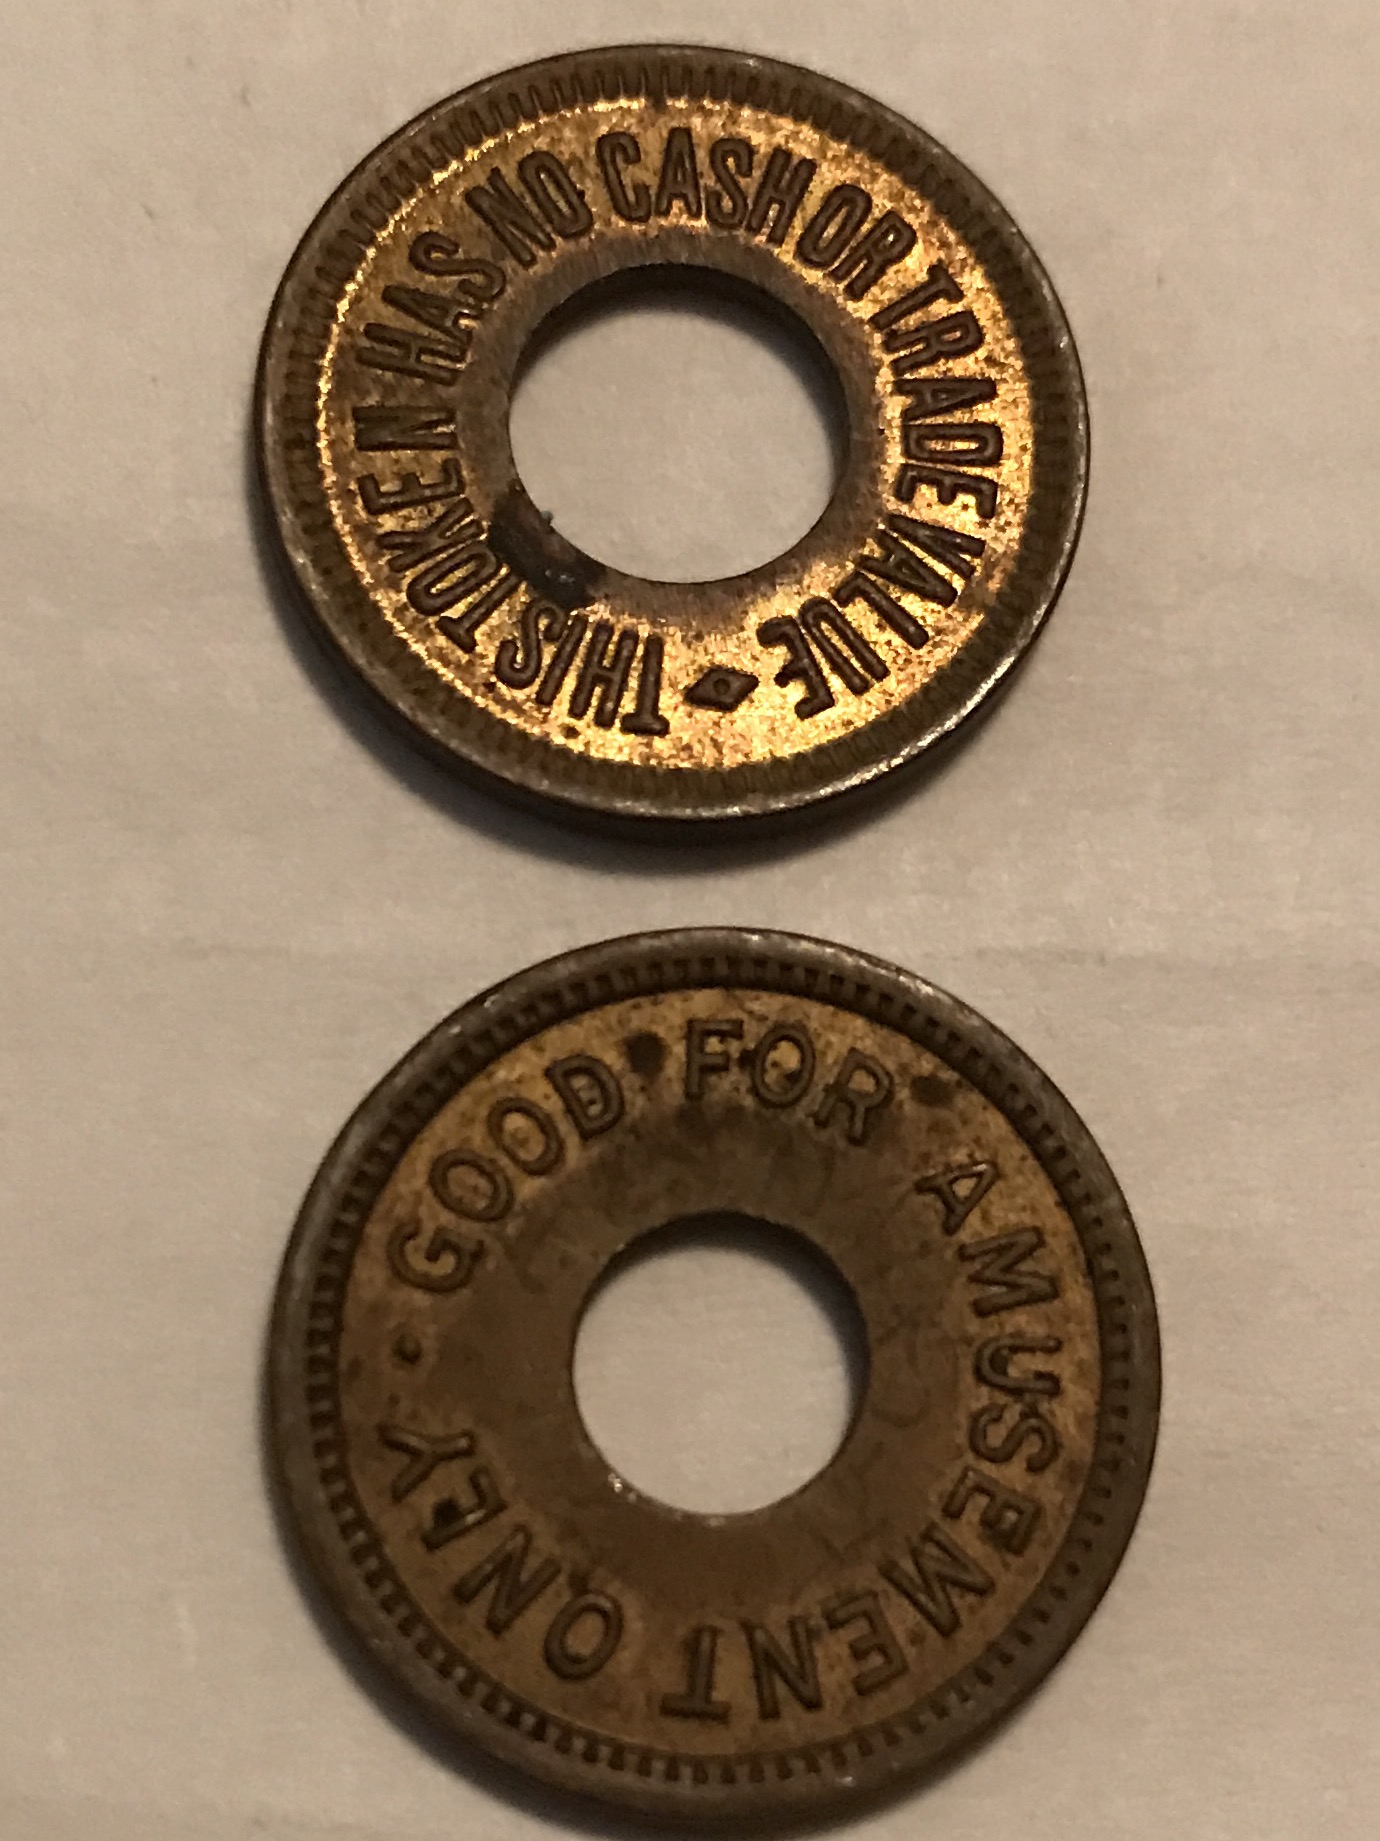 THIS TOKEN HAS NO CASH OR TRADE VALUE
GOOD FOR AMUSEMENT ONLY